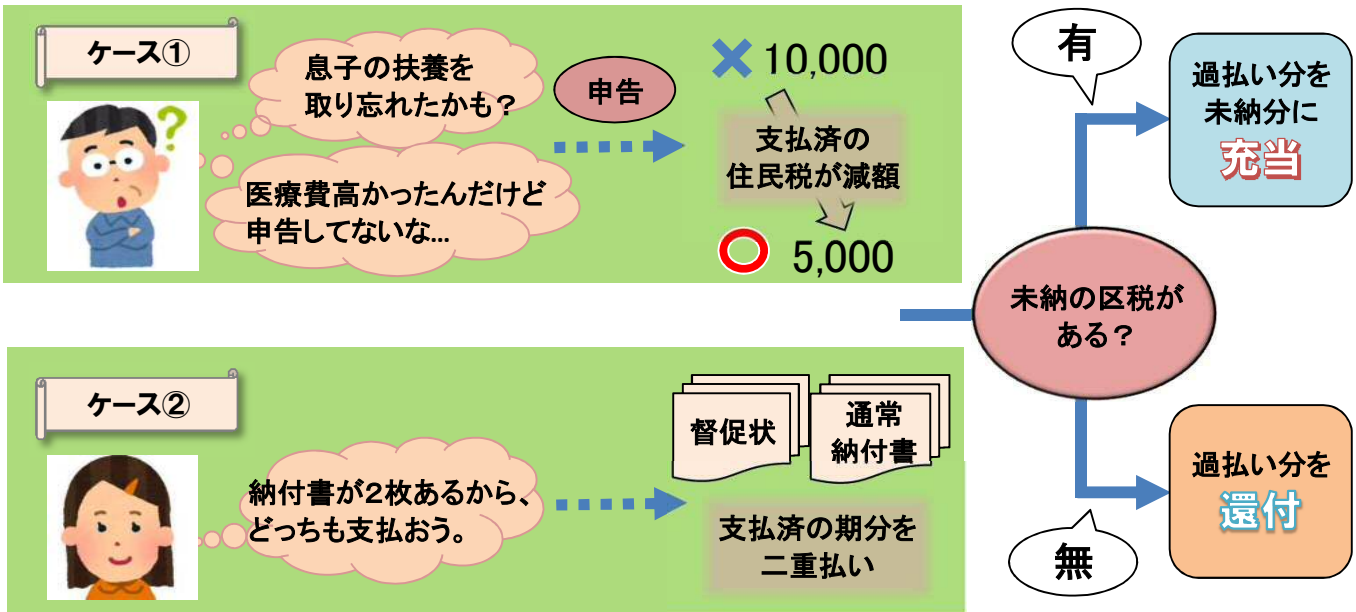 ケース①
息子の扶養を
取り忘れたかも?
医療費高かったんだけど
申告してないな...
申告
10,000
支払済の
住民税が減額
5,000
ケース②
納付書が2枚あるから、
どっちも支払おう。
督促状
通常
納付書
支払済の期分を
二重払い
未納の区税が
ある?
有
過払い分を
未納分に
充当
無
過払い分を
還付